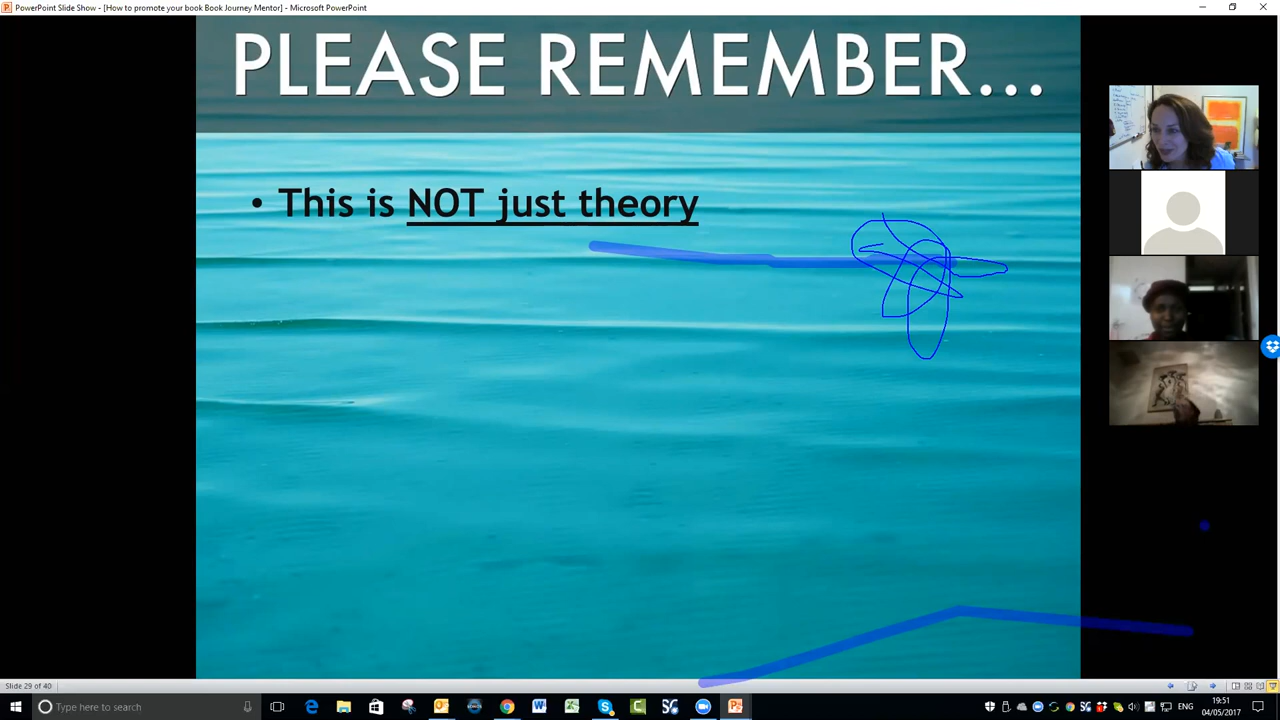 PowerPoint Slide Show - [How to promote your book Book Journey Mentor] - Microsoft PowerPoint
PLEASE REMEMBER...
• This is NOT just theory
Slide 29 of 40
Type here to search
ENG
19:51
04/05/2017